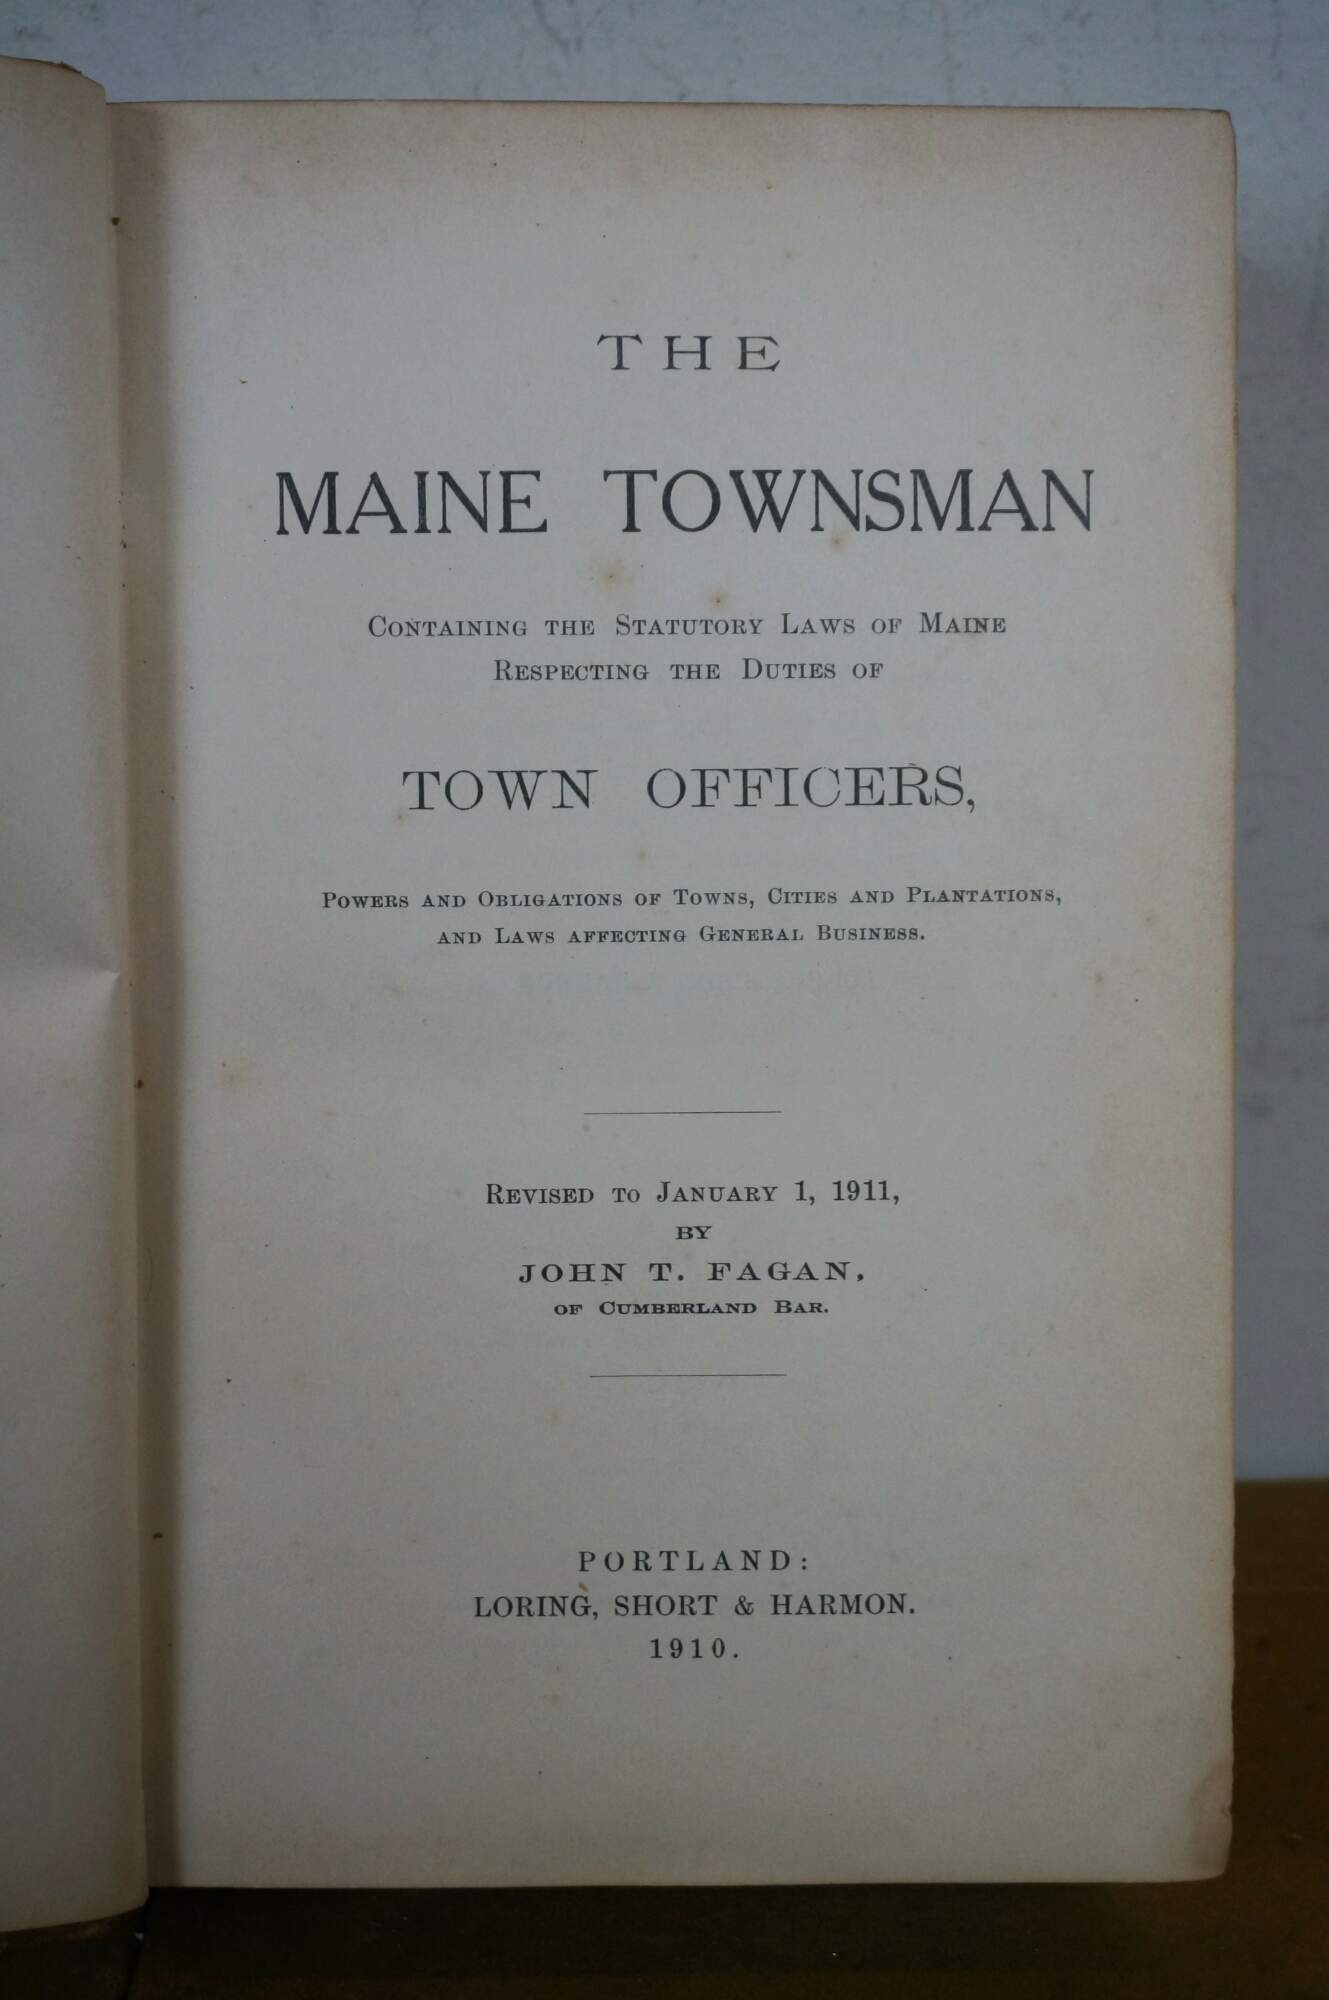 THE
MAINE TOWNSMAN
CONTAINING THE STATUTORY LAWS OF MAINE
RESPECTING THE DUTIES OF
TOWN OFFICERS,
POWERS AND OBLIGATIONS OF TOWNS, CITIES AND PLANTATIONS,
AND LAWS AFFECTING GENERAL BUSINESS.
REVISED TO JANUARY 1, 1911,
BY
JOHN T. FAGAN,
OF CUMBERLAND BAR.
PORTLAND:
LORING, SHORT & HARMON.
1910.